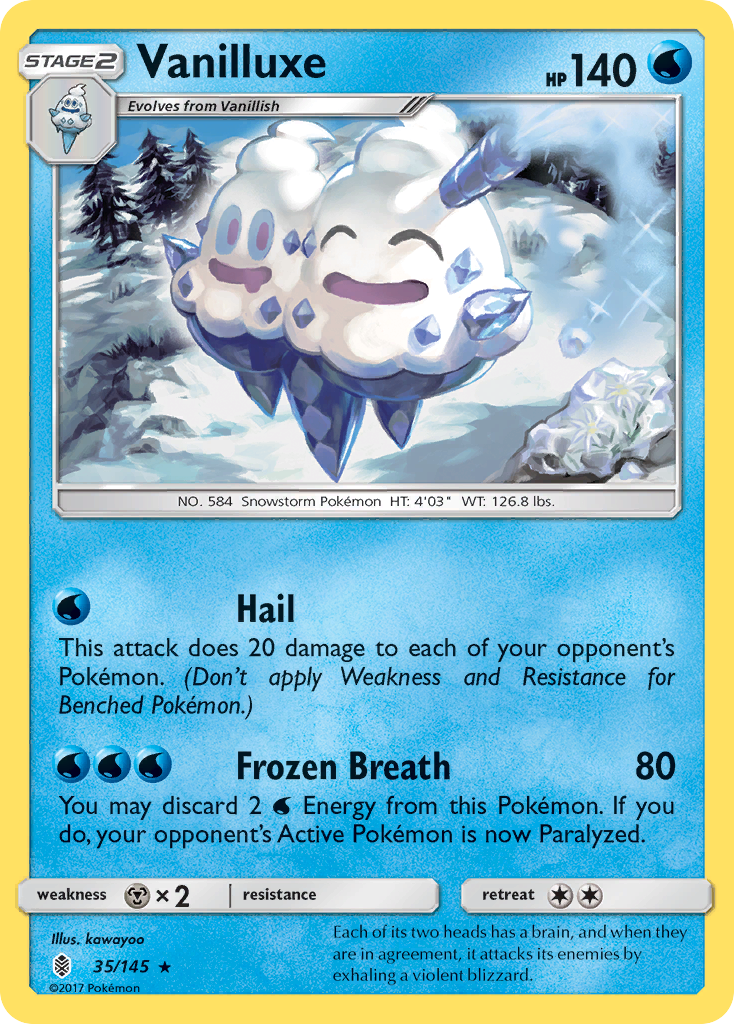 STAGE2
Vanilluxe
HP 140
Evolves from Vanillish
NO. 584 Snowstorm Pokémon HT: 4'03" WT: 126.8 lbs.
Hail
This attack does 20 damage to each of your opponent's
Pokémon. (Don't apply Weakness and Resistance for
Benched Pokémon.)
Frozen Breath 80
You may discard 2 Energy from this Pokémon. If you
do, your opponent's Active Pokémon is now Paralyzed.
weakness ×2 resistance retreat
Illus. kawayoo
35/145 ★
©2017 Pokémon
Each of its two heads has a brain, and when they
are in agreement, it attacks its enemies by
exhaling a violent blizzard.